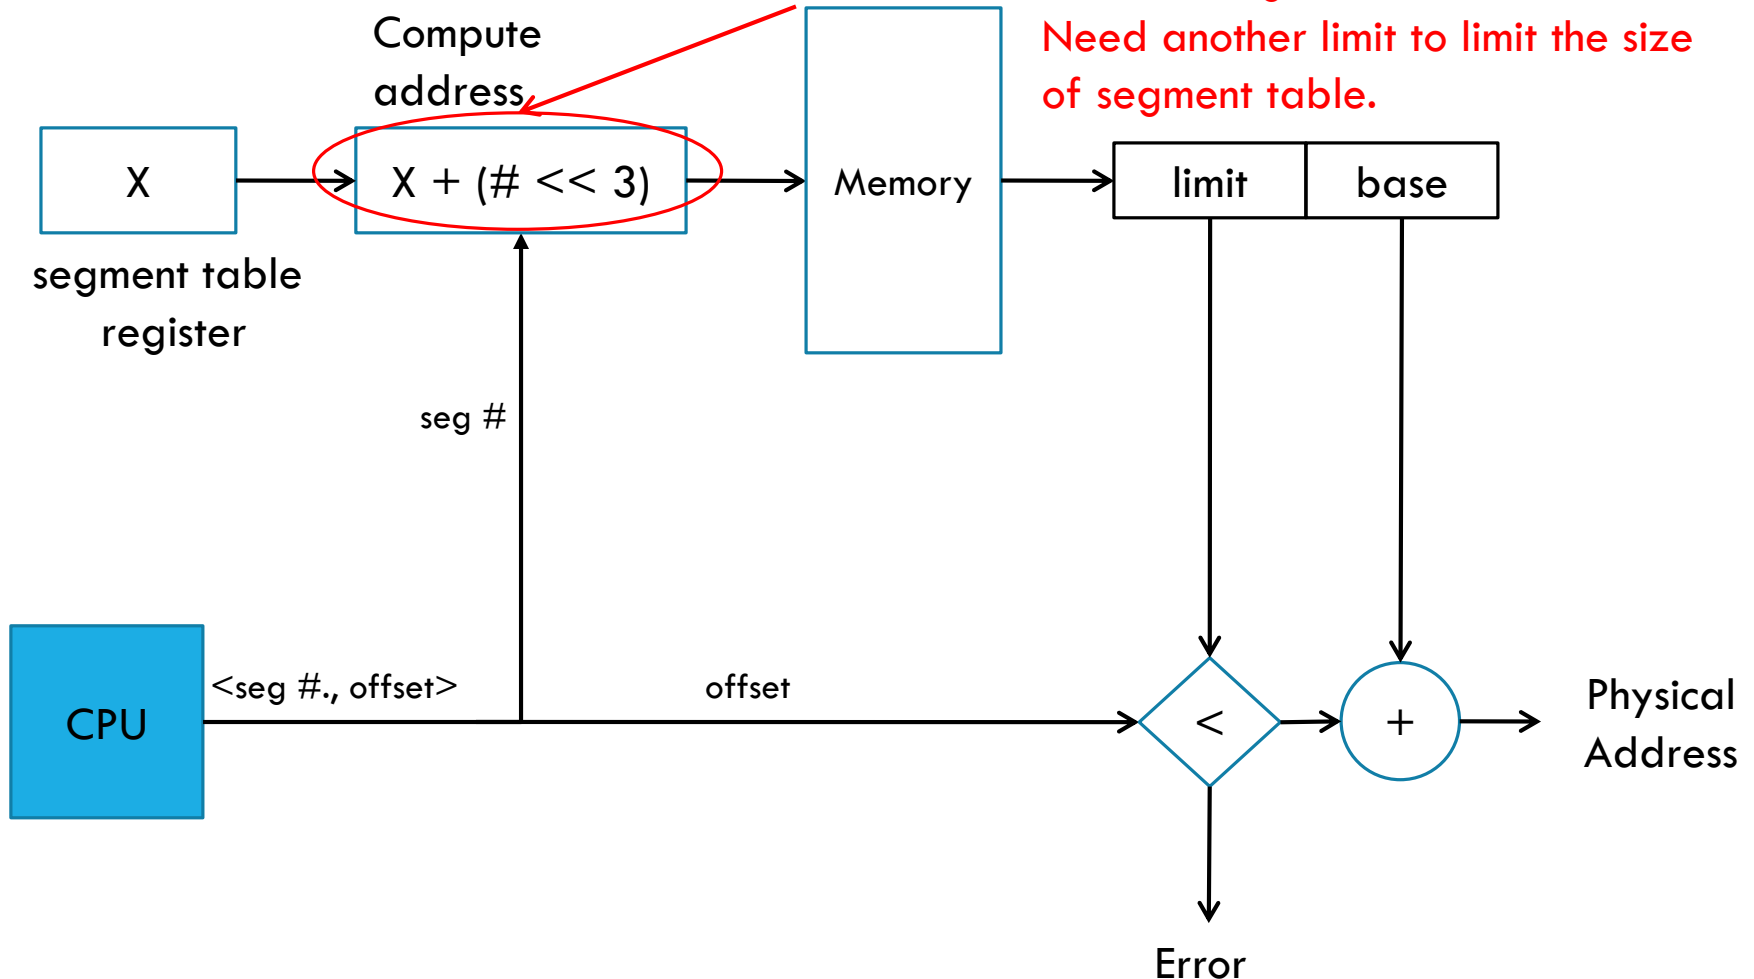 Compute
address
Need another limit to limit the size
of segment table.
X
X + (# << 3)
Memory
limit
base
segment table
register
seg #
<seg #., offset>
offset
CPU
<
+
Physical
Address
Error